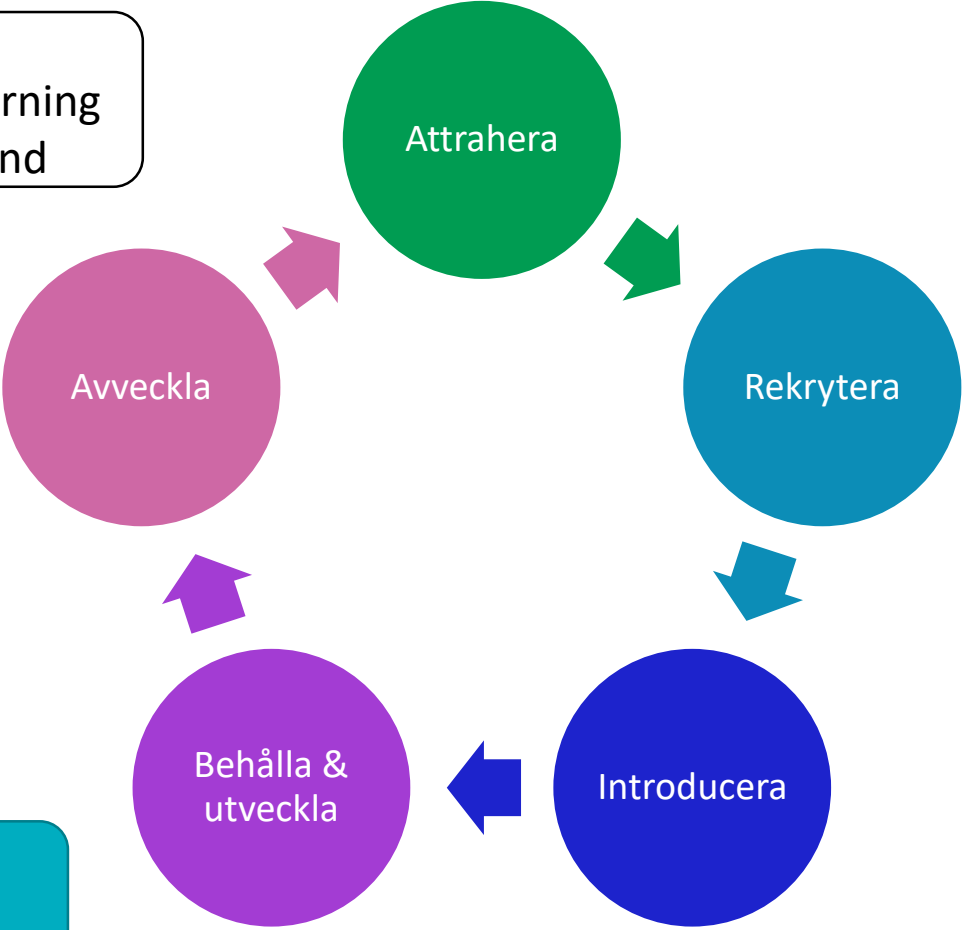 rning
nd
Attrahera
Rekrytera
Introducera
Behålla &
utveckla
Avveckla